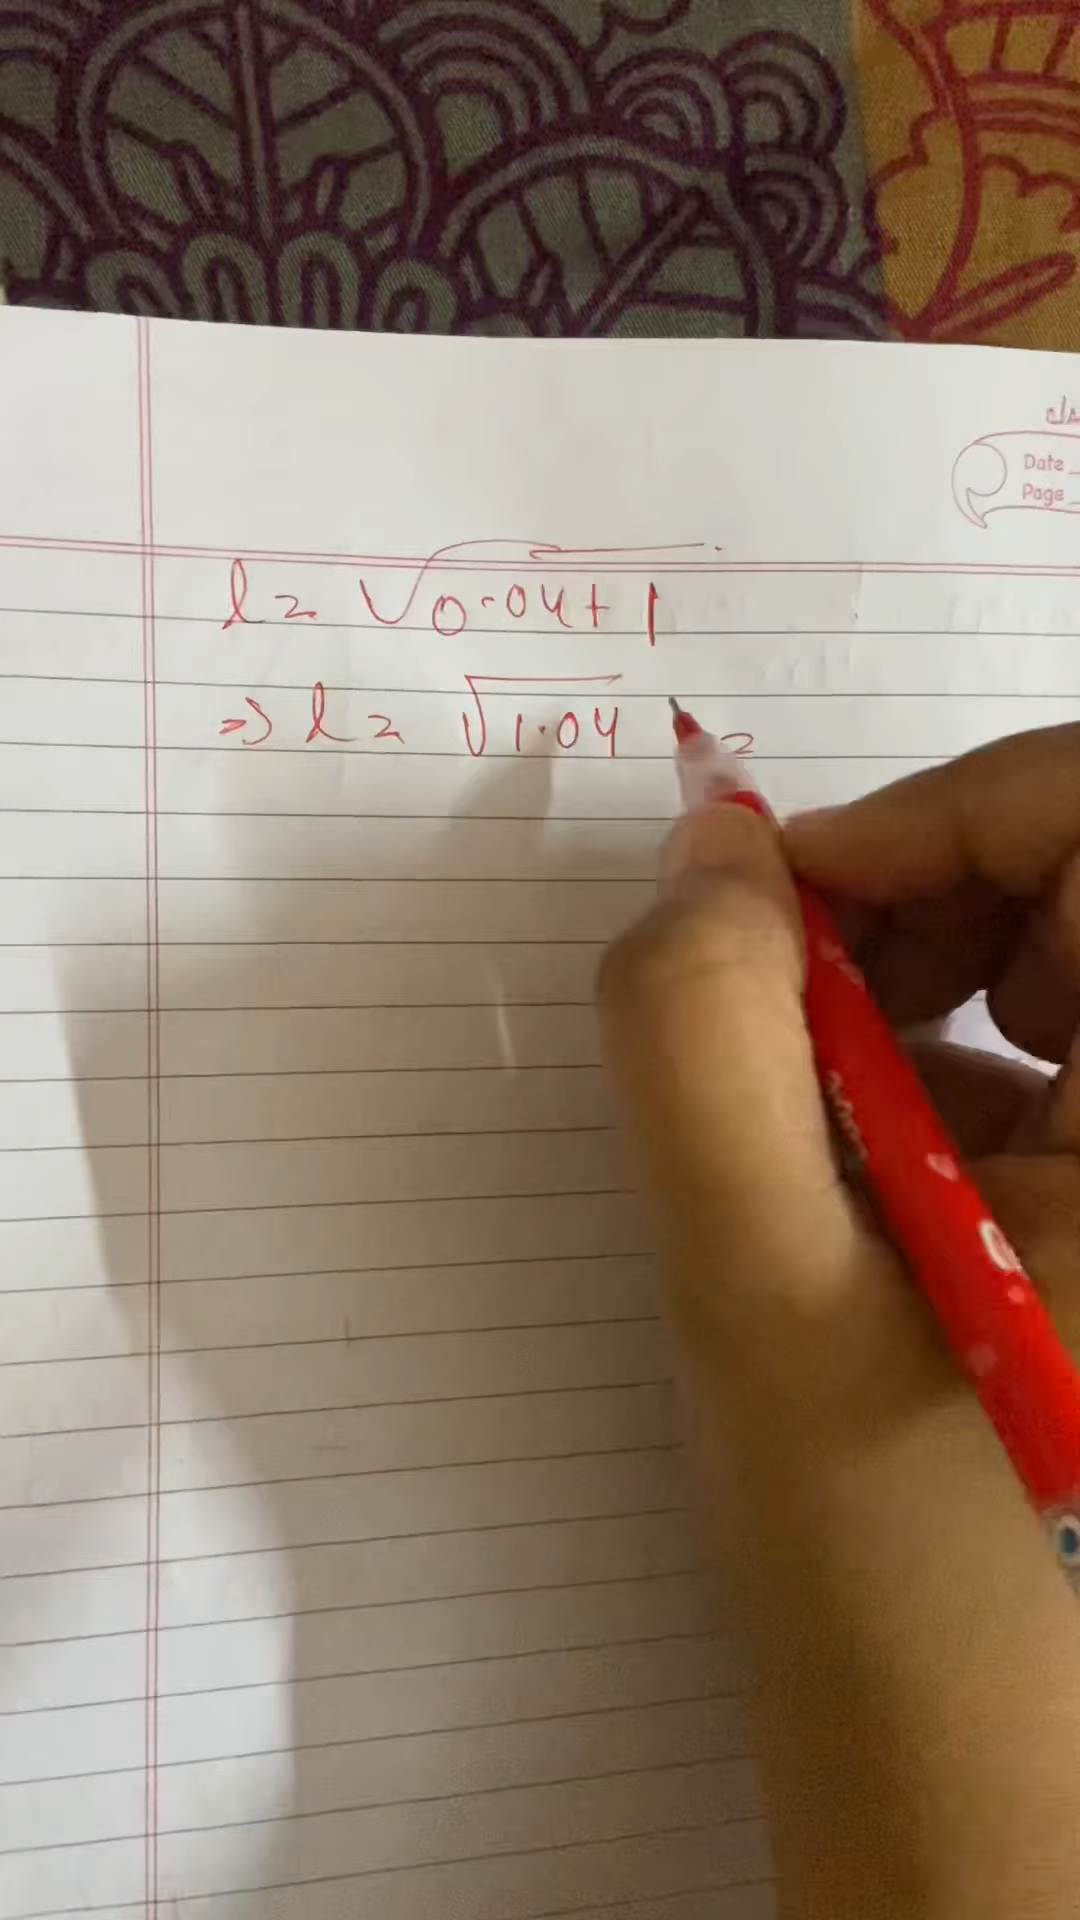 Date
Page
l = √0.04 + 1
⇒ l = √1.04 =